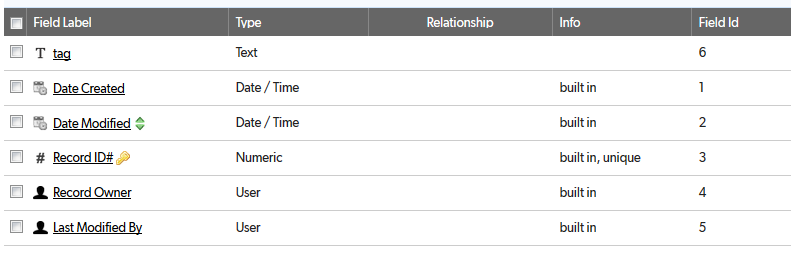 Field Label Type Relationship Info Field Id
T tag Text 6
Date Created Date / Time built in 1
Date Modified Date / Time built in 2
# Record ID# Numeric built in, unique 3
Record Owner User built in 4
Last Modified By User built in 5